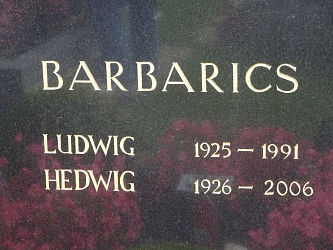 BARBARICS
LUDWIG 1925 – 1991
HEDWIG 1926 – 2006